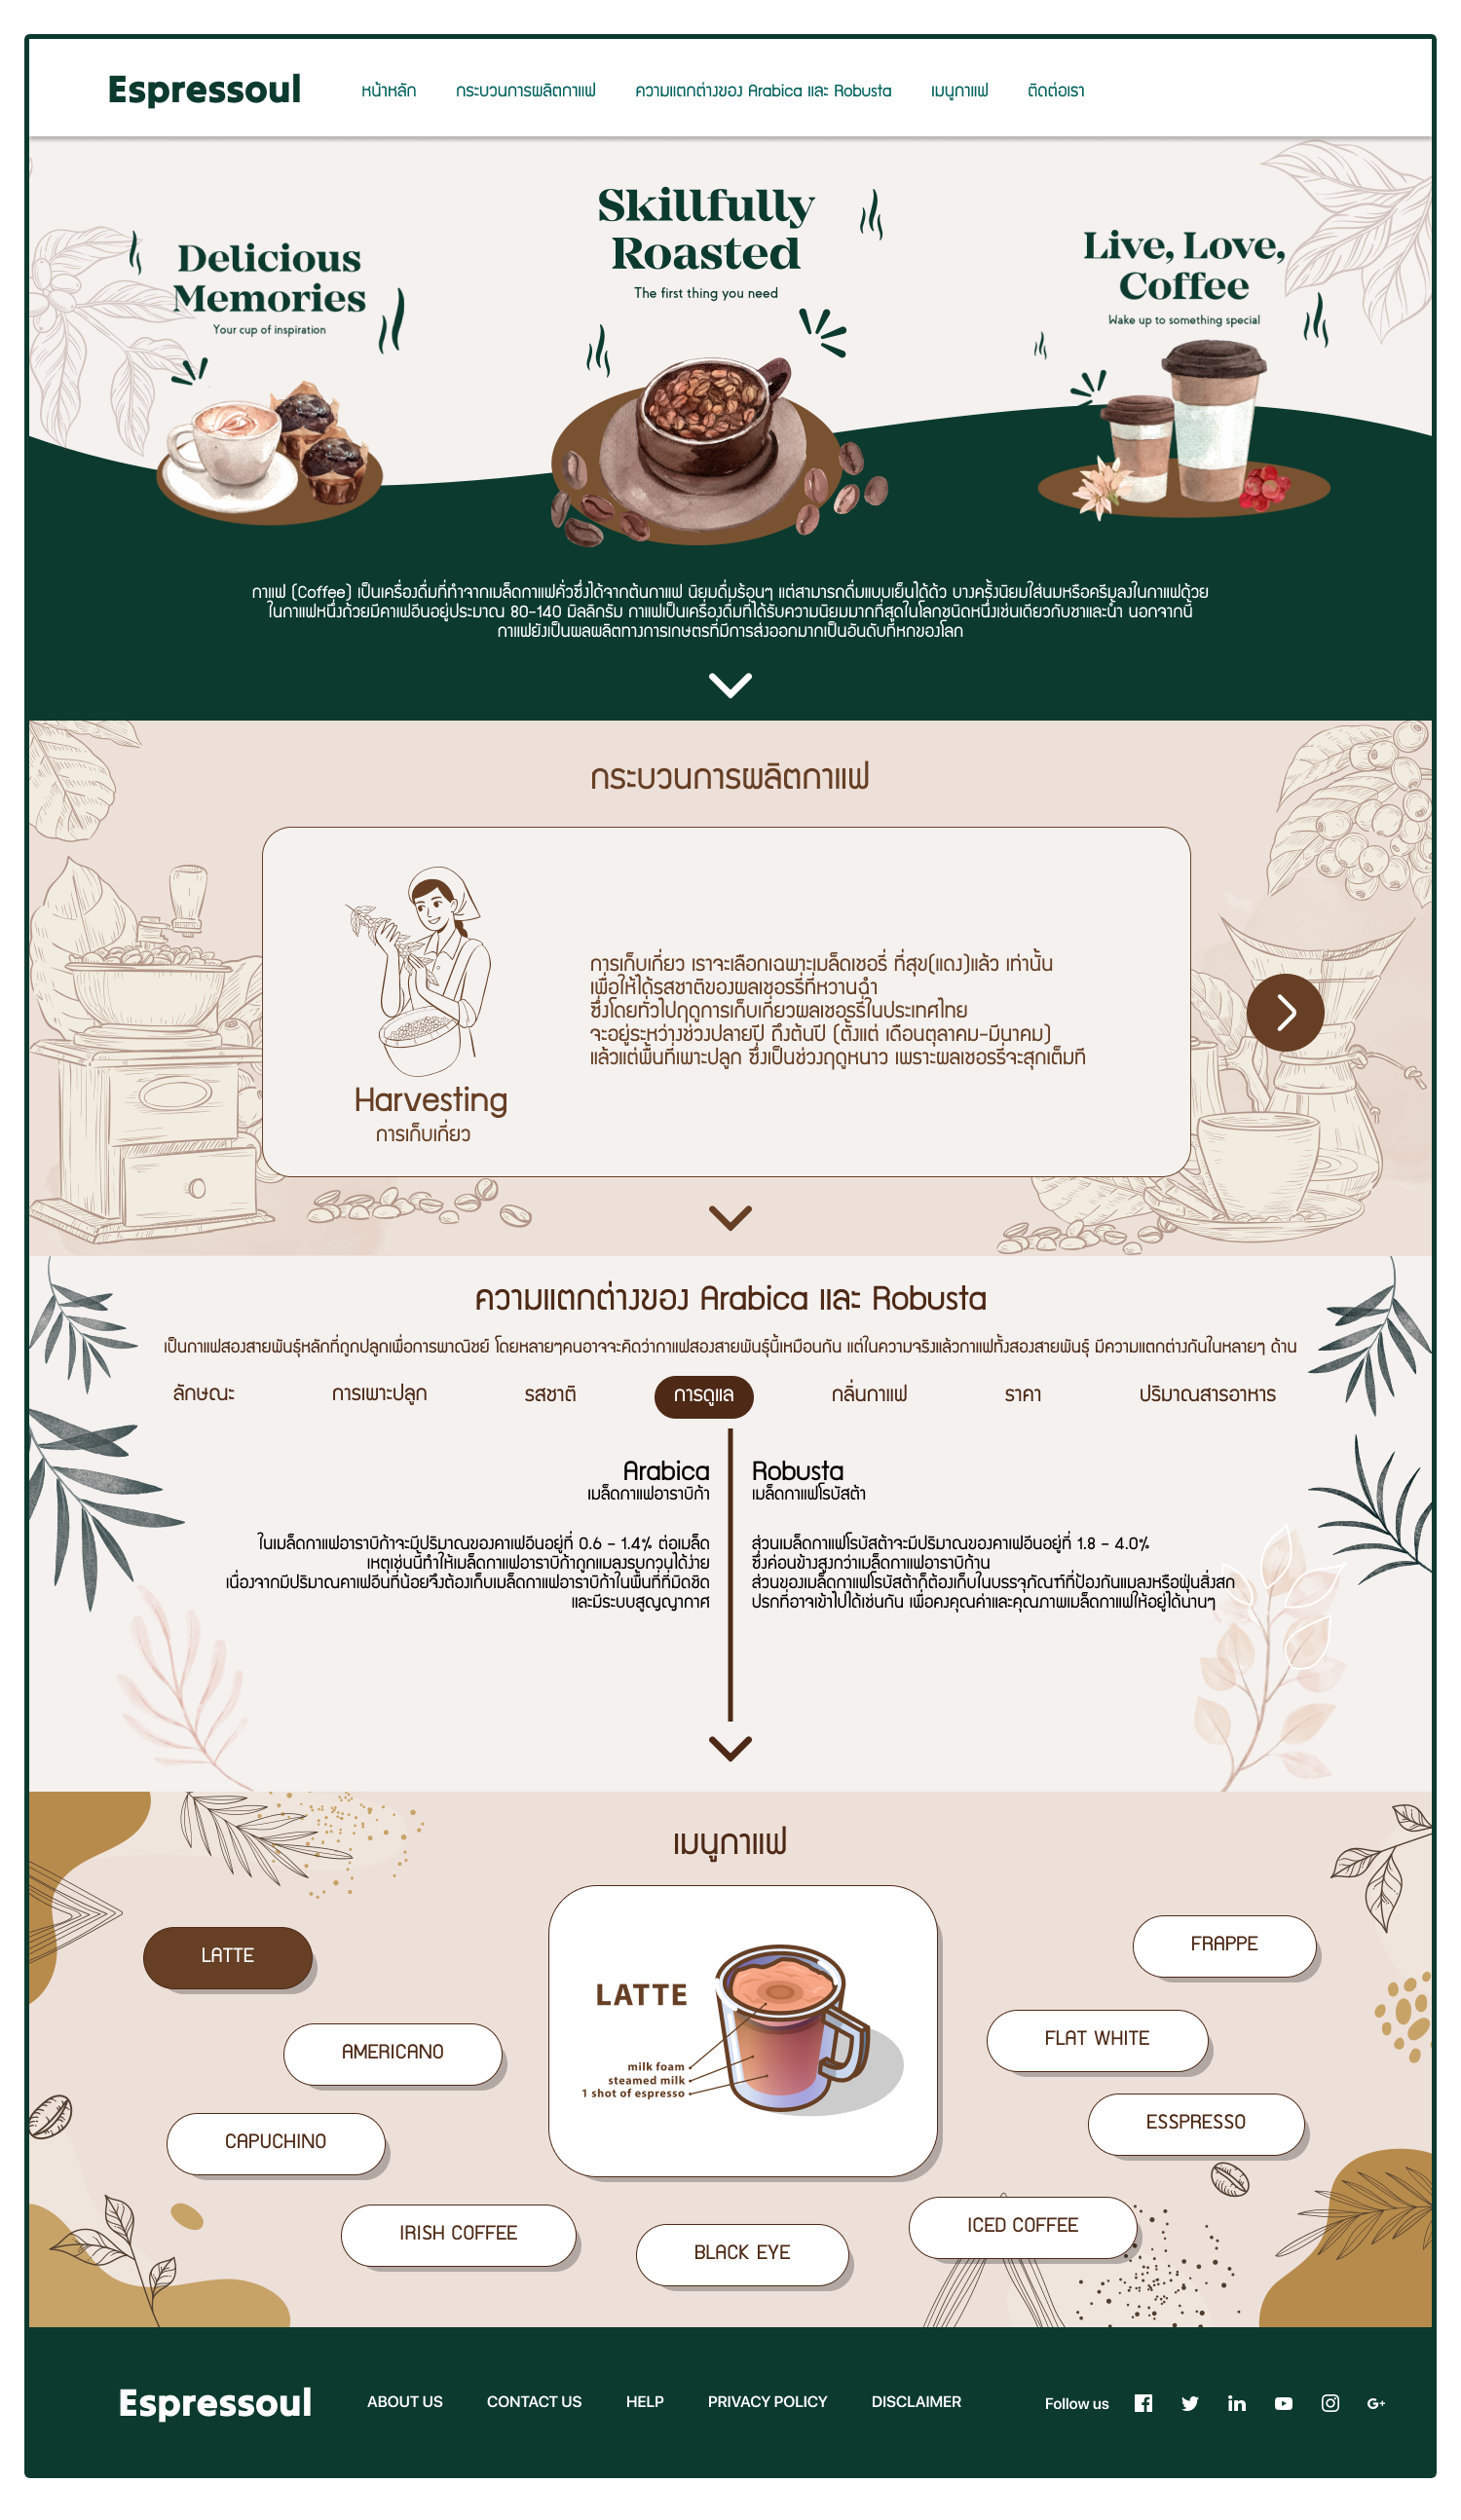 Espressoul
หน้าหลัก
กระบวนการผลิตกาแฟ
ความแตกต่างของ Arabica และ Robusta
เมนูกาแฟ
ติดต่อเรา
Delicious
Memories
Your cup of inspiration
Skillfully
Roasted
The first thing you need
Live, Love,
Coffee
Wake up to something special
กาแฟ (Coffee) เป็นเครื่องดื่มที่ทำจากเมล็ดกาแฟคั่วซึ่งได้จากต้นกาแฟ นิยมดื่มร้อนๆ แต่สามารถดื่มแบบเย็นได้ด้ว บางครั้งนิยมใส่นมหรือครีมลงในกาแฟด้วย
ในกาแฟหนึ่งถ้วยมีคาเฟอีนอยู่ประมาณ 80-140 มิลลิกรัม กาแฟเป็นเครื่องดื่มที่ได้รับความนิยมมากที่สุดในโลกชนิดหนึ่งเช่นเดียวกับชาและน้ำ นอกจากนี้
กาแฟยังเป็นผลผลิตทางการเกษตรที่มีการส่งออกมากเป็นอันดับที่หกของโลก
กระบวนการผลิตกาแฟ
การเก็บเกี่ยว เราจะเลือกเฉพาะเมล็ดเชอรี่ ที่สุข(แดง)แล้ว เท่านั้น
เพื่อให้ได้รสชาติของผลเชอรรี่ที่หวานฉ่ำ
ซึ่งโดยทั่วไปฤดูการเก็บเกี่ยวผลเชอรรี่ในประเทศไทย
จะอยู่ระหว่างช่วงปลายปี ถึงต้นปี (ตั้งแต่ เดือนตุลาคม-มีนาคม)
แล้วแต่พื้นที่เพาะปลูก ซึ่งเป็นช่วงฤดูหนาว เพราะผลเชอรรี่จะสุกเต็มที่
Harvesting
การเก็บเกี่ยว
ความแตกต่างของ Arabica และ Robusta
เป็นกาแฟสองสายพันธุ์หลักที่ถูกปลูกเพื่อการพาณิชย์ โดยหลายๆคนอาจจะคิดว่ากาแฟสองสายพันธุ์นี้เหมือนกัน แต่ในความจริงแล้วกาแฟทั้งสองสายพันธุ์ มีความแตกต่างกันในหลายๆ ด้าน
ลักษณะ
การเพาะปลูก
รสชาติ
การดูแล
กลิ่นกาแฟ
ราคา
ปริมาณสารอาหาร
Arabica
เมล็ดกาแฟอาราบิก้า
ในเมล็ดกาแฟอาราบิก้าจะมีปริมาณของคาเฟอีนอยู่ที่ 0.6 - 1.4% ต่อเมล็ด
เหตุเช่นนี้ทำให้เมล็ดกาแฟอาราบิก้าถูกแมลงรบกวนได้ง่าย
เนื่องจากมีปริมาณคาเฟอีนที่น้อยจึงต้องเก็บเมล็ดกาแฟอาราบิก้าในพื้นที่ที่มิดชิด
และมีระบบสูญญากาศ
Robusta
เมล็ดกาแฟโรบัสต้า
ส่วนเมล็ดกาแฟโรบัสต้าจะมีปริมาณของคาเฟอีนอยู่ที่ 1.8 - 4.0%
ซึ่งค่อนข้างสูงกว่าเมล็ดกาแฟอาราบิก้าน
ส่วนของเมล็ดกาแฟโรบัสต้าก็ต้องเก็บในบรรจุภัณฑ์ที่ป้องกันแมลงหรือฝุ่นสิ่งสก
ปรกที่อาจเข้าไปได้เช่นกัน เพื่อคงคุณค่าและคุณภาพเมล็ดกาแฟให้อยู่ได้นานๆ
เมนูกาแฟ
LATTE
AMERICANO
CAPUCHINO
IRISH COFFEE
BLACK EYE
LATTE
milk foam
steamed milk
1 shot of espresso
FRAPPE
FLAT WHITE
ESSPRESSO
ICED COFFEE
Espressoul
ABOUT US
CONTACT US
HELP
PRIVACY POLICY
DISCLAIMER
Follow us